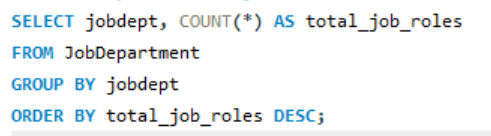 SELECT jobdept, COUNT(*) AS total_job_roles
FROM JobDepartment
GROUP BY jobdept
ORDER BY total_job_roles DESC;